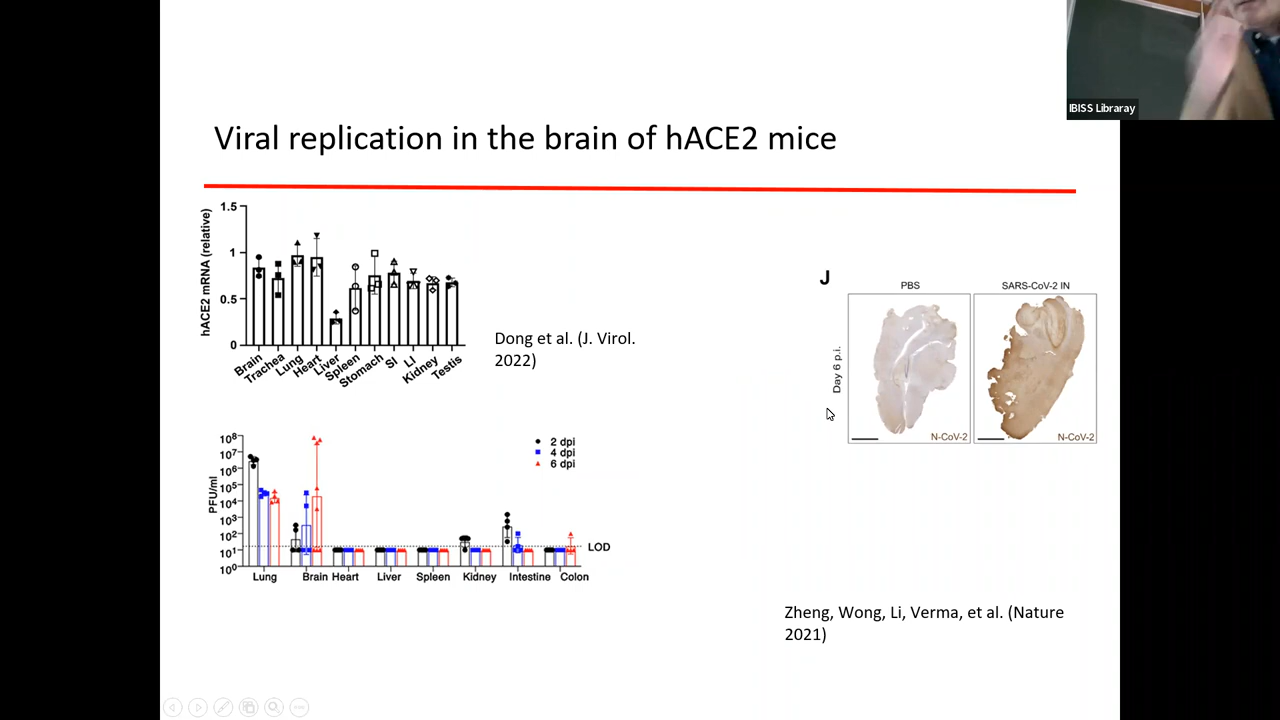 IBISS Libraray
Viral replication in the brain of hACE2 mice
hACE2 mRNA (relative)
1.5
1
0.5
0
Brain
Trachea
Lung
Heart
Liver
Spleen
Stomach
SI
LI
Kidney
Testis
Dong et al. (J. Virol.
2022)
J
PBS
SARS-CoV-2 IN
Day 6 p.i.
N-CoV-2
N-CoV-2
PFU/ml
10⁸
10⁷
10⁶
10⁵
10⁴
10³
10²
10¹
10⁰
2 dpi
4 dpi
6 dpi
LOD
Lung Brain Heart Liver Spleen Kidney Intestine Colon
Zheng, Wong, Li, Verma, et al. (Nature
2021)